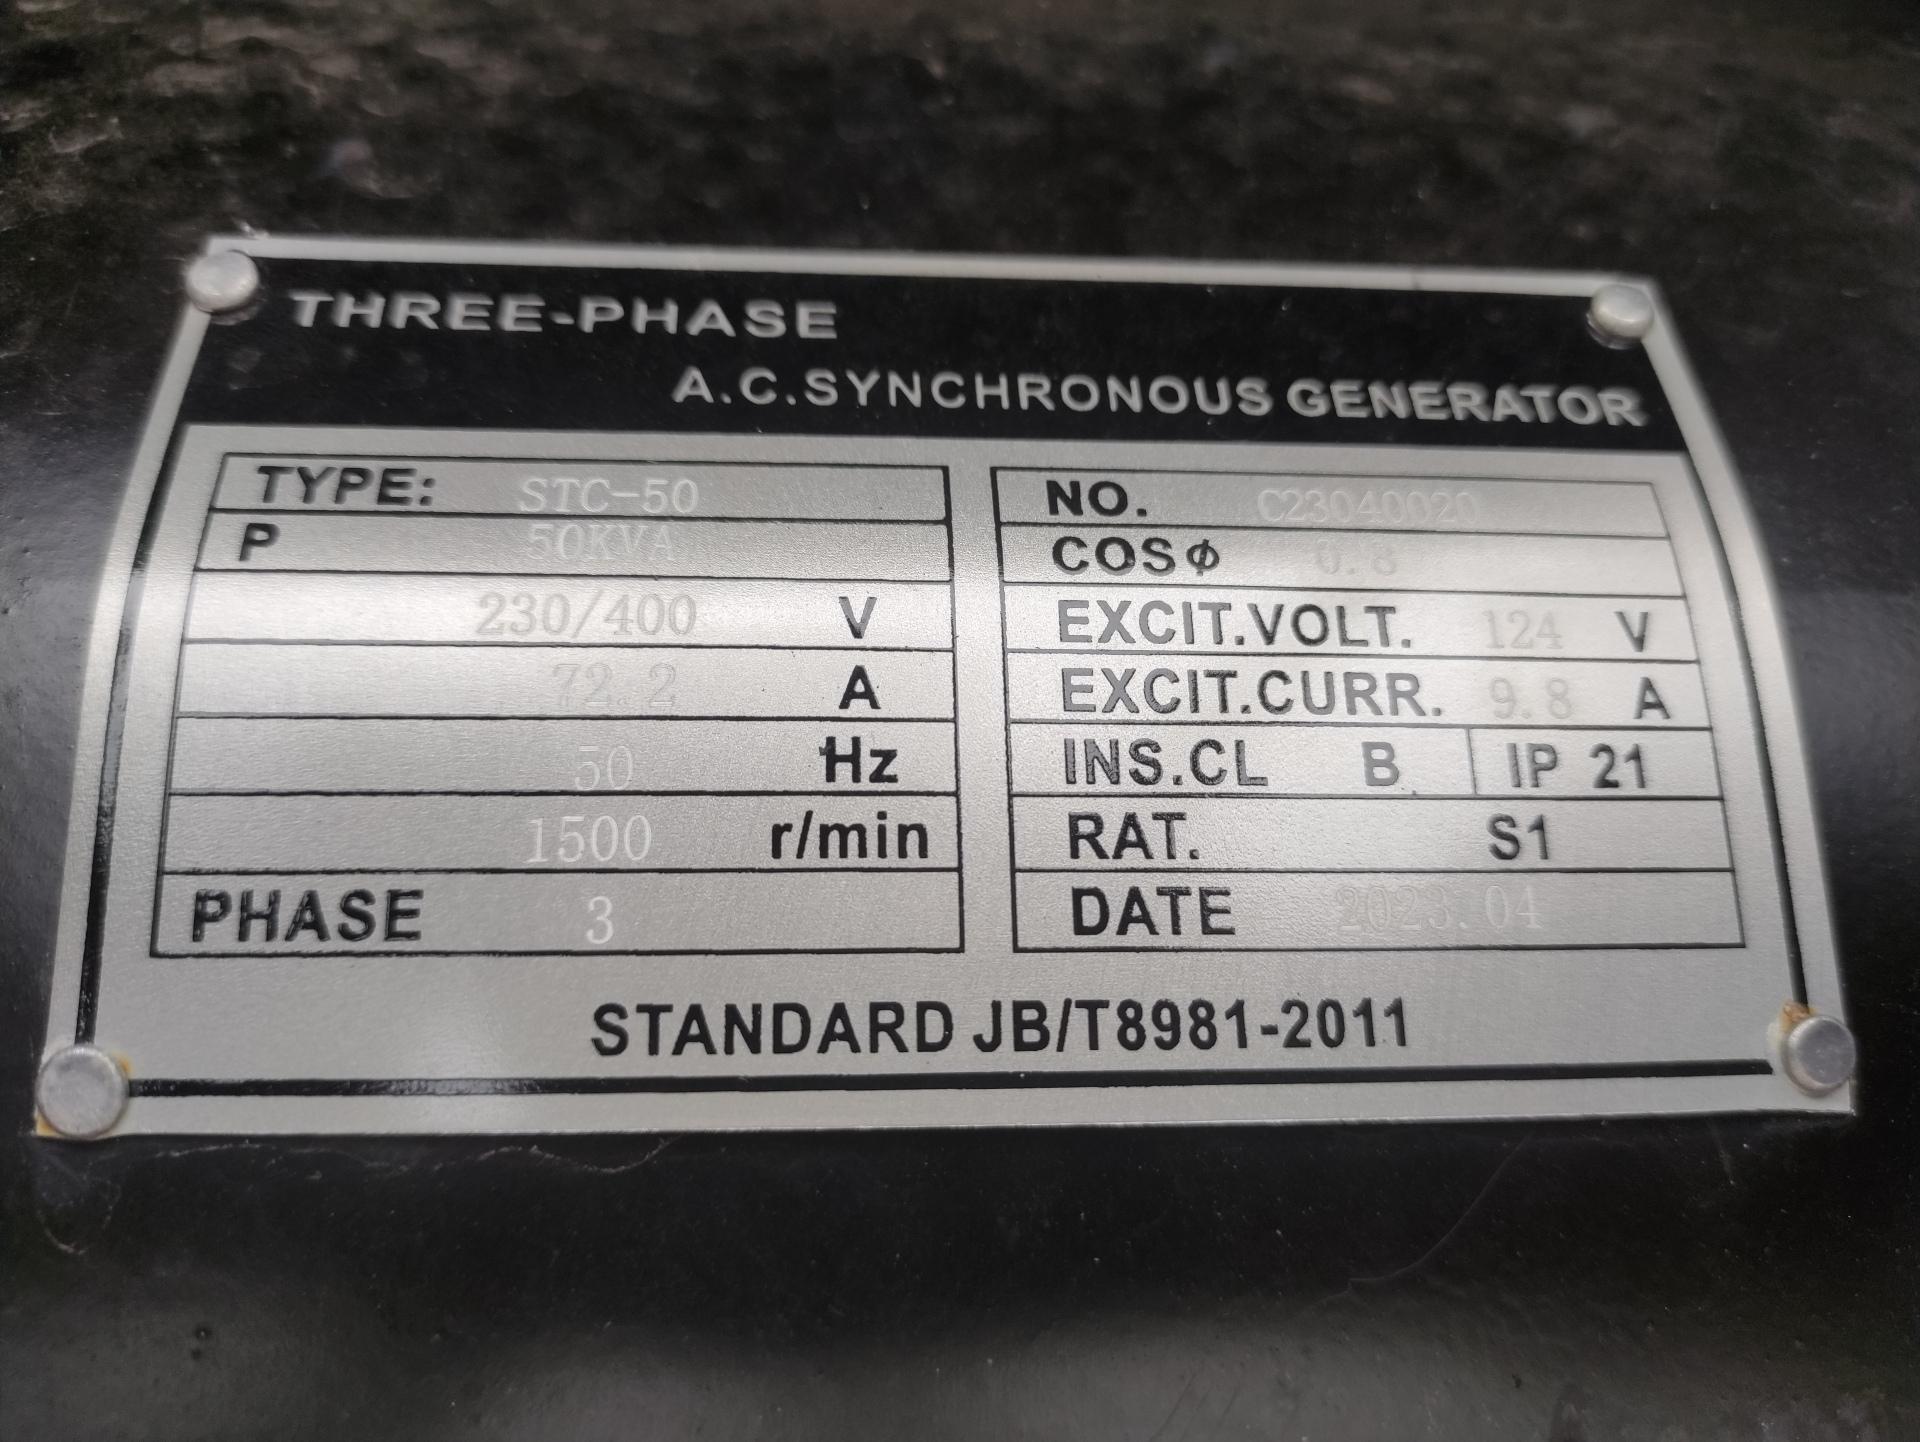 THREE-PHASE
A.C.SYNCHRONOUS GENERATOR
TYPE: STC-50
P 50KVA
230/400 V
72.2 A
50 Hz
1500 r/min
PHASE 3
NO. C23040020
COSφ 0.8
EXCIT.VOLT. 124 V
EXCIT.CURR. 9.8 A
INS.CL B IP 21
RAT. S1
DATE 2023.04
STANDARD JB/T8981-2011